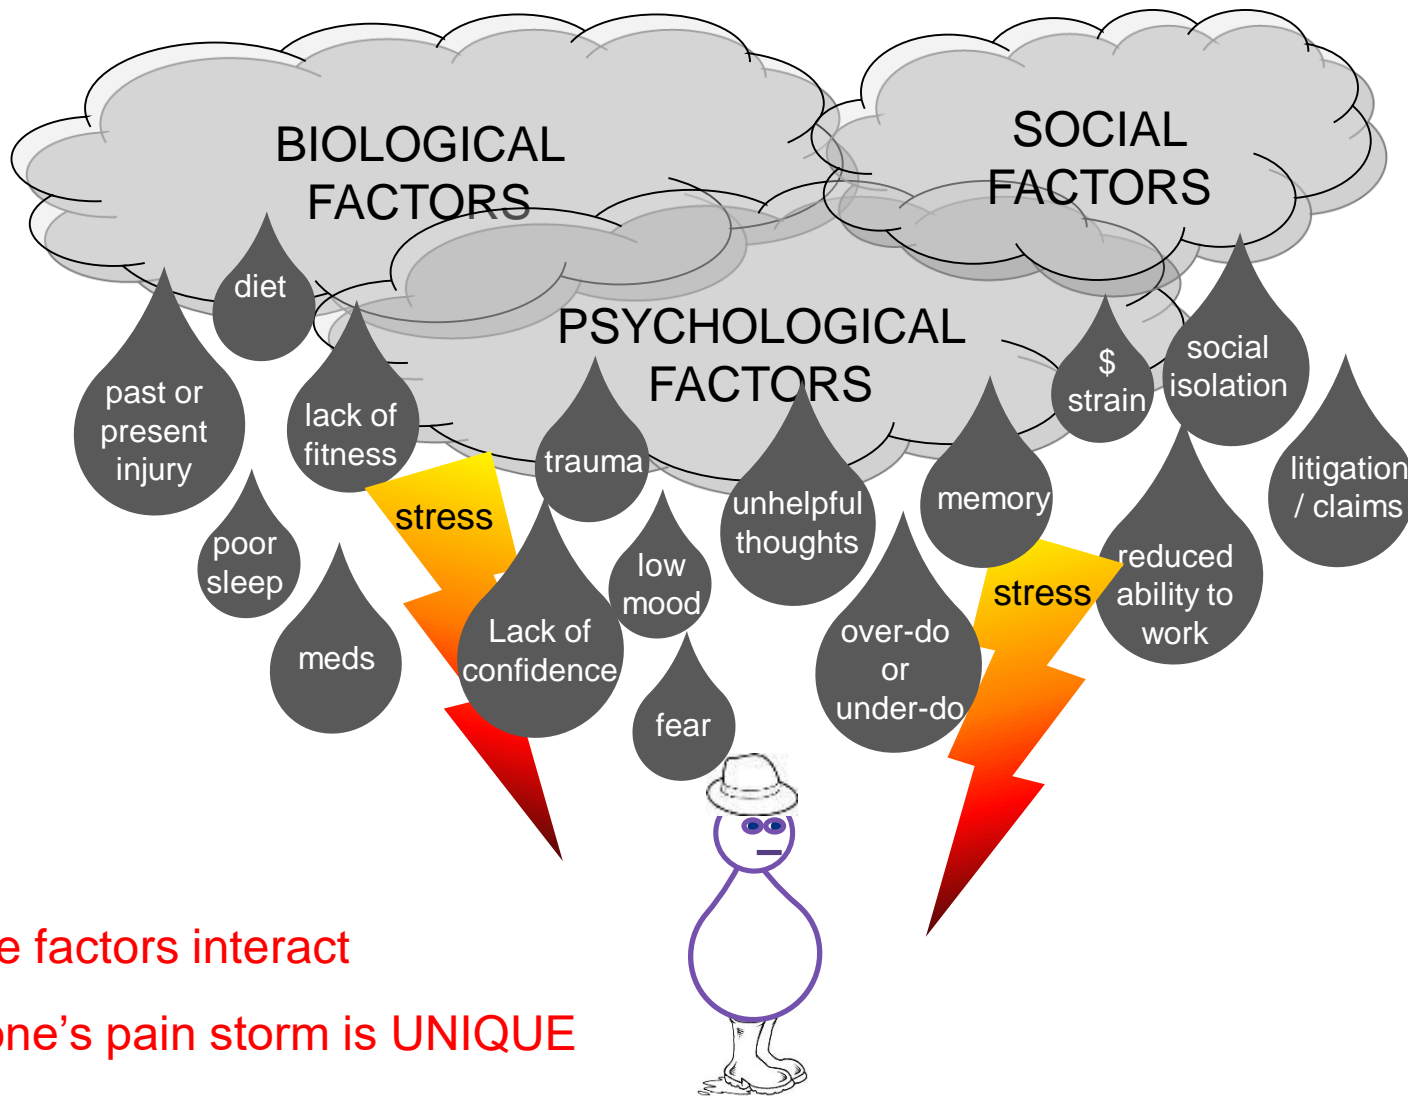 BIOLOGICAL
FACTORS
SOCIAL
FACTORS
PSYCHOLOGICAL
FACTORS
diet
past or
present
injury
lack of
fitness
poor
sleep
meds
stress
trauma
Lack of
confidence
low
mood
fear
unhelpful
thoughts
memory
over-do
or
under-do
$
strain
social
isolation
litigation
/ claims
reduced
ability to
work
stress
e factors interact
one’s pain storm is UNIQUE